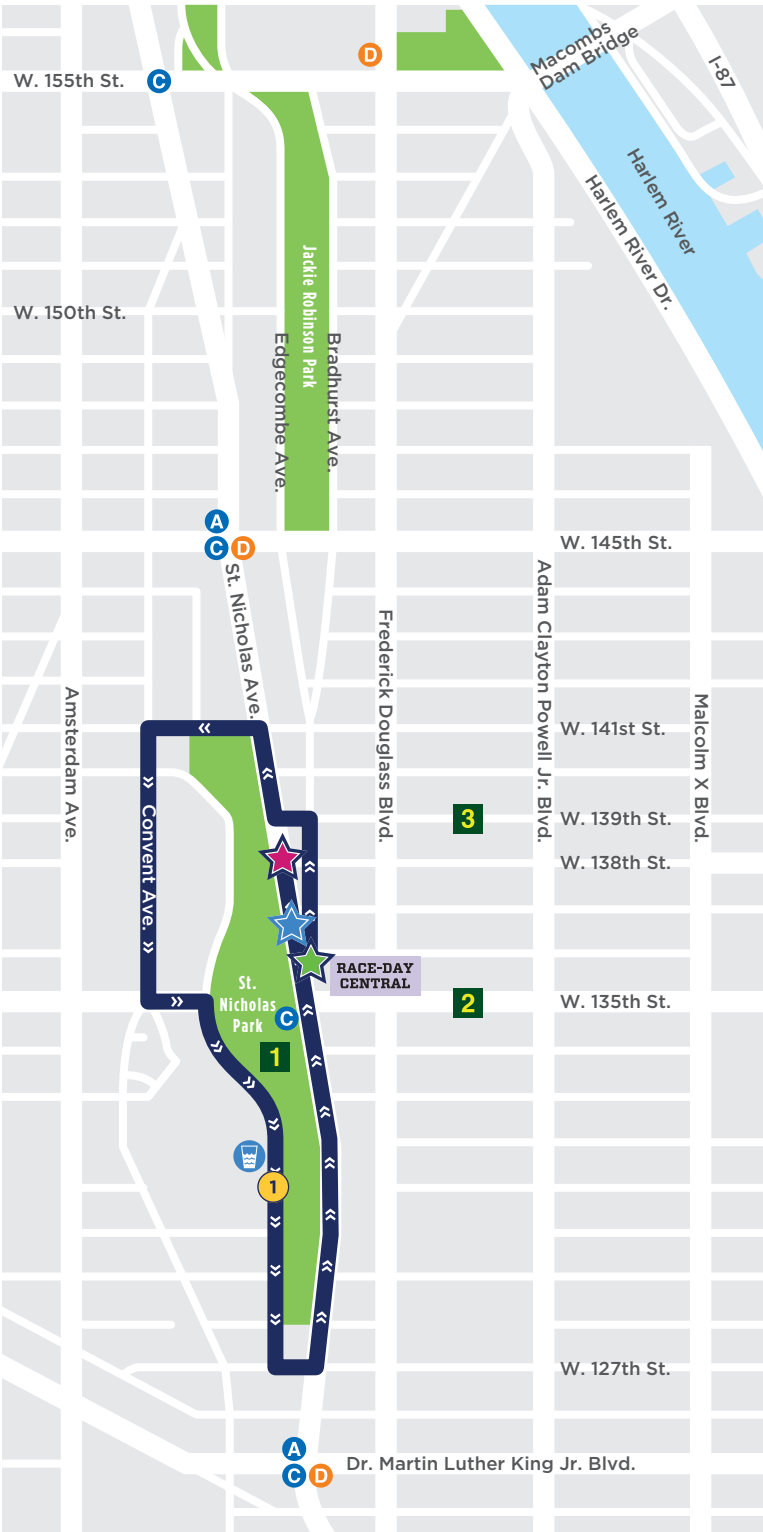 D
Macombs
Dam Bridge
I-87
W. 155th St.
C
Harlem River
Harlem River Dr.
Jackie Robinson Park
W. 150th St.
Edgecombe Ave.
Bradhurst Ave.
A
C
D
W. 145th St.
St. Nicholas Ave.
Adam Clayton Powell Jr. Blvd.
Frederick Douglass Blvd.
Amsterdam Ave.
Malcolm X Blvd.
W. 141st St.
Convent Ave.
3
W. 139th St.
W. 138th St.
RACE-DAY
CENTRAL
St.
Nicholas
Park
C
2
W. 135th St.
1
1
W. 127th St.
A
C
D
Dr. Martin Luther King Jr. Blvd.